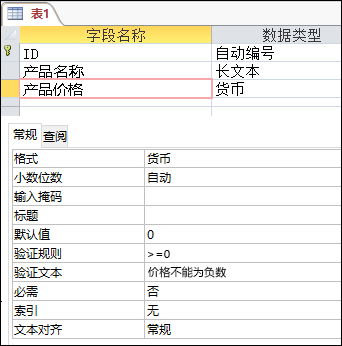 表1
字段名称 数据类型
ID 自动编号
产品名称 长文本
产品价格 货币
常规 查阅
格式 货币
小数位数 自动
输入掩码
标题
默认值 0
验证规则 >=0
验证文本 价格不能为负数
必需 否
索引 无
文本对齐 常规